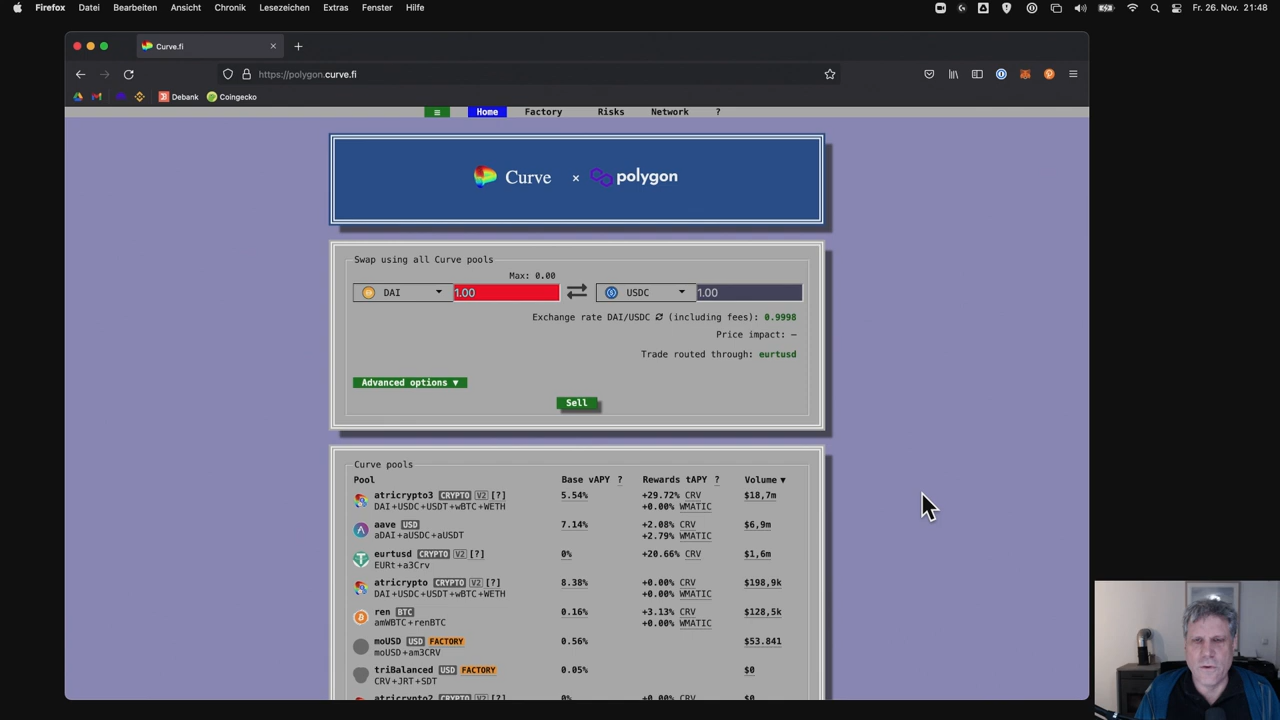 Firefox Datei Bearbeiten Ansicht Chronik Lesezeichen Extras Fenster Hilfe Fr. 26. Nov. 21:48
Curve.fi
https://polygon.curve.fi
Debank Coingecko
Home Factory Risks Network ?
Curve × polygon
Swap using all Curve pools
Max: 0.00
DAI 1.00 USDC 1.00
Exchange rate DAI/USDC (including fees): 0.9998
Price impact: —
Trade routed through: eurtusd
Advanced options ▼
Sell
Curve pools
Pool Base vAPY ? Rewards tAPY ? Volume ▼
atricrypto3 CRYPTO V2 [?] 5.54% +29.72% CRV $18,7m
DAI+USDC+USDT+wBTC+WETH +0.00% WMATIC
aave USD 7.14% +2.08% CRV $6,9m
aDAI+aUSDC+aUSDT +2.79% WMATIC
eurtusd CRYPTO V2 [?] 0% +20.66% CRV $1,6m
EURt+a3Crv
atricrypto CRYPTO V2 [?] 8.38% +0.00% CRV $198,9k
DAI+USDC+USDT+wBTC+WETH +0.00% WMATIC
ren BTC 0.16% +3.13% CRV $128,5k
amWBTC+renBTC +0.00% WMATIC
moUSD USD FACTORY 0.56% $53.841
moUSD+am3CRV
triBalanced USD FACTORY 0.05% $0
CRV+JRT+SDT
atricrypto2 CRYPTO V2 [?] 0% +0.00% CRV $0